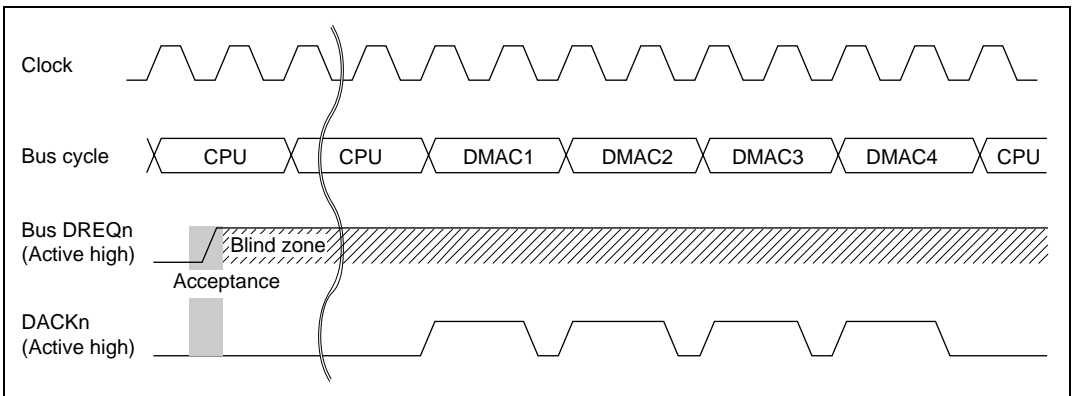 Clock
Bus cycle
CPU CPU DMAC1 DMAC2 DMAC3 DMAC4 CPU
Bus DREQn
(Active high)
Blind zone
Acceptance
DACKn
(Active high)